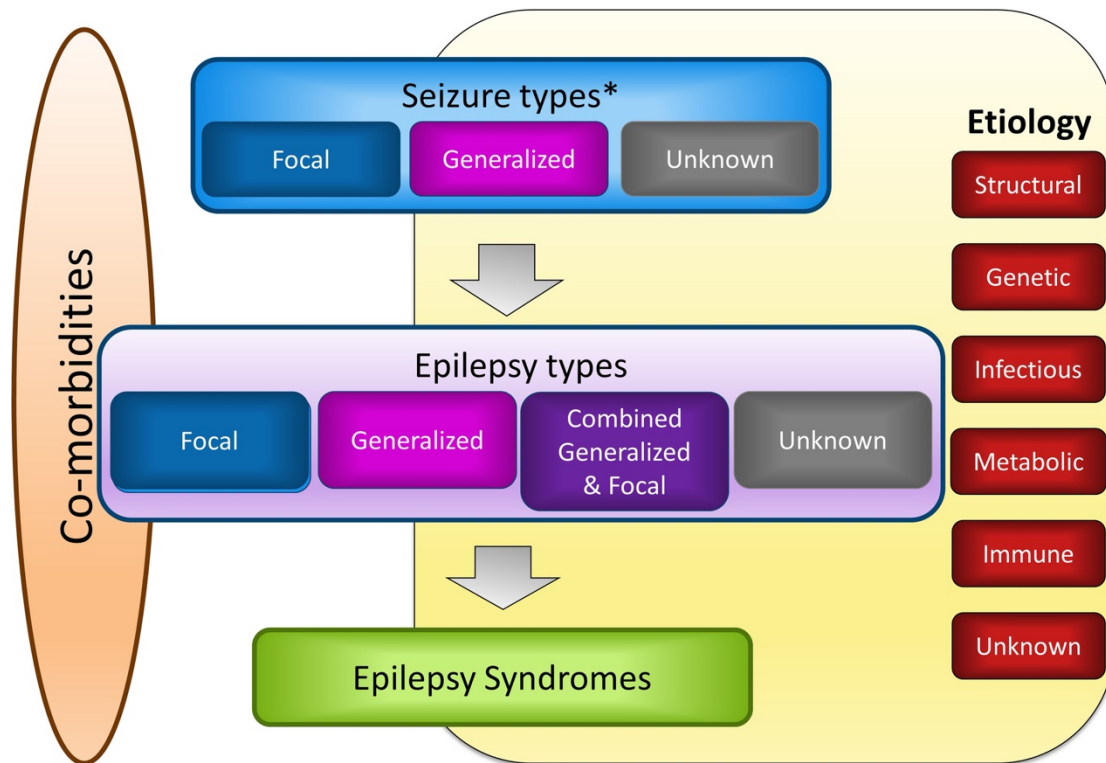 Co-morbidities
Seizure types*
Focal
Generalized
Unknown
Epilepsy types
Focal
Generalized
Combined
Generalized
& Focal
Unknown
Epilepsy Syndromes
Etiology
Structural
Genetic
Infectious
Metabolic
Immune
Unknown